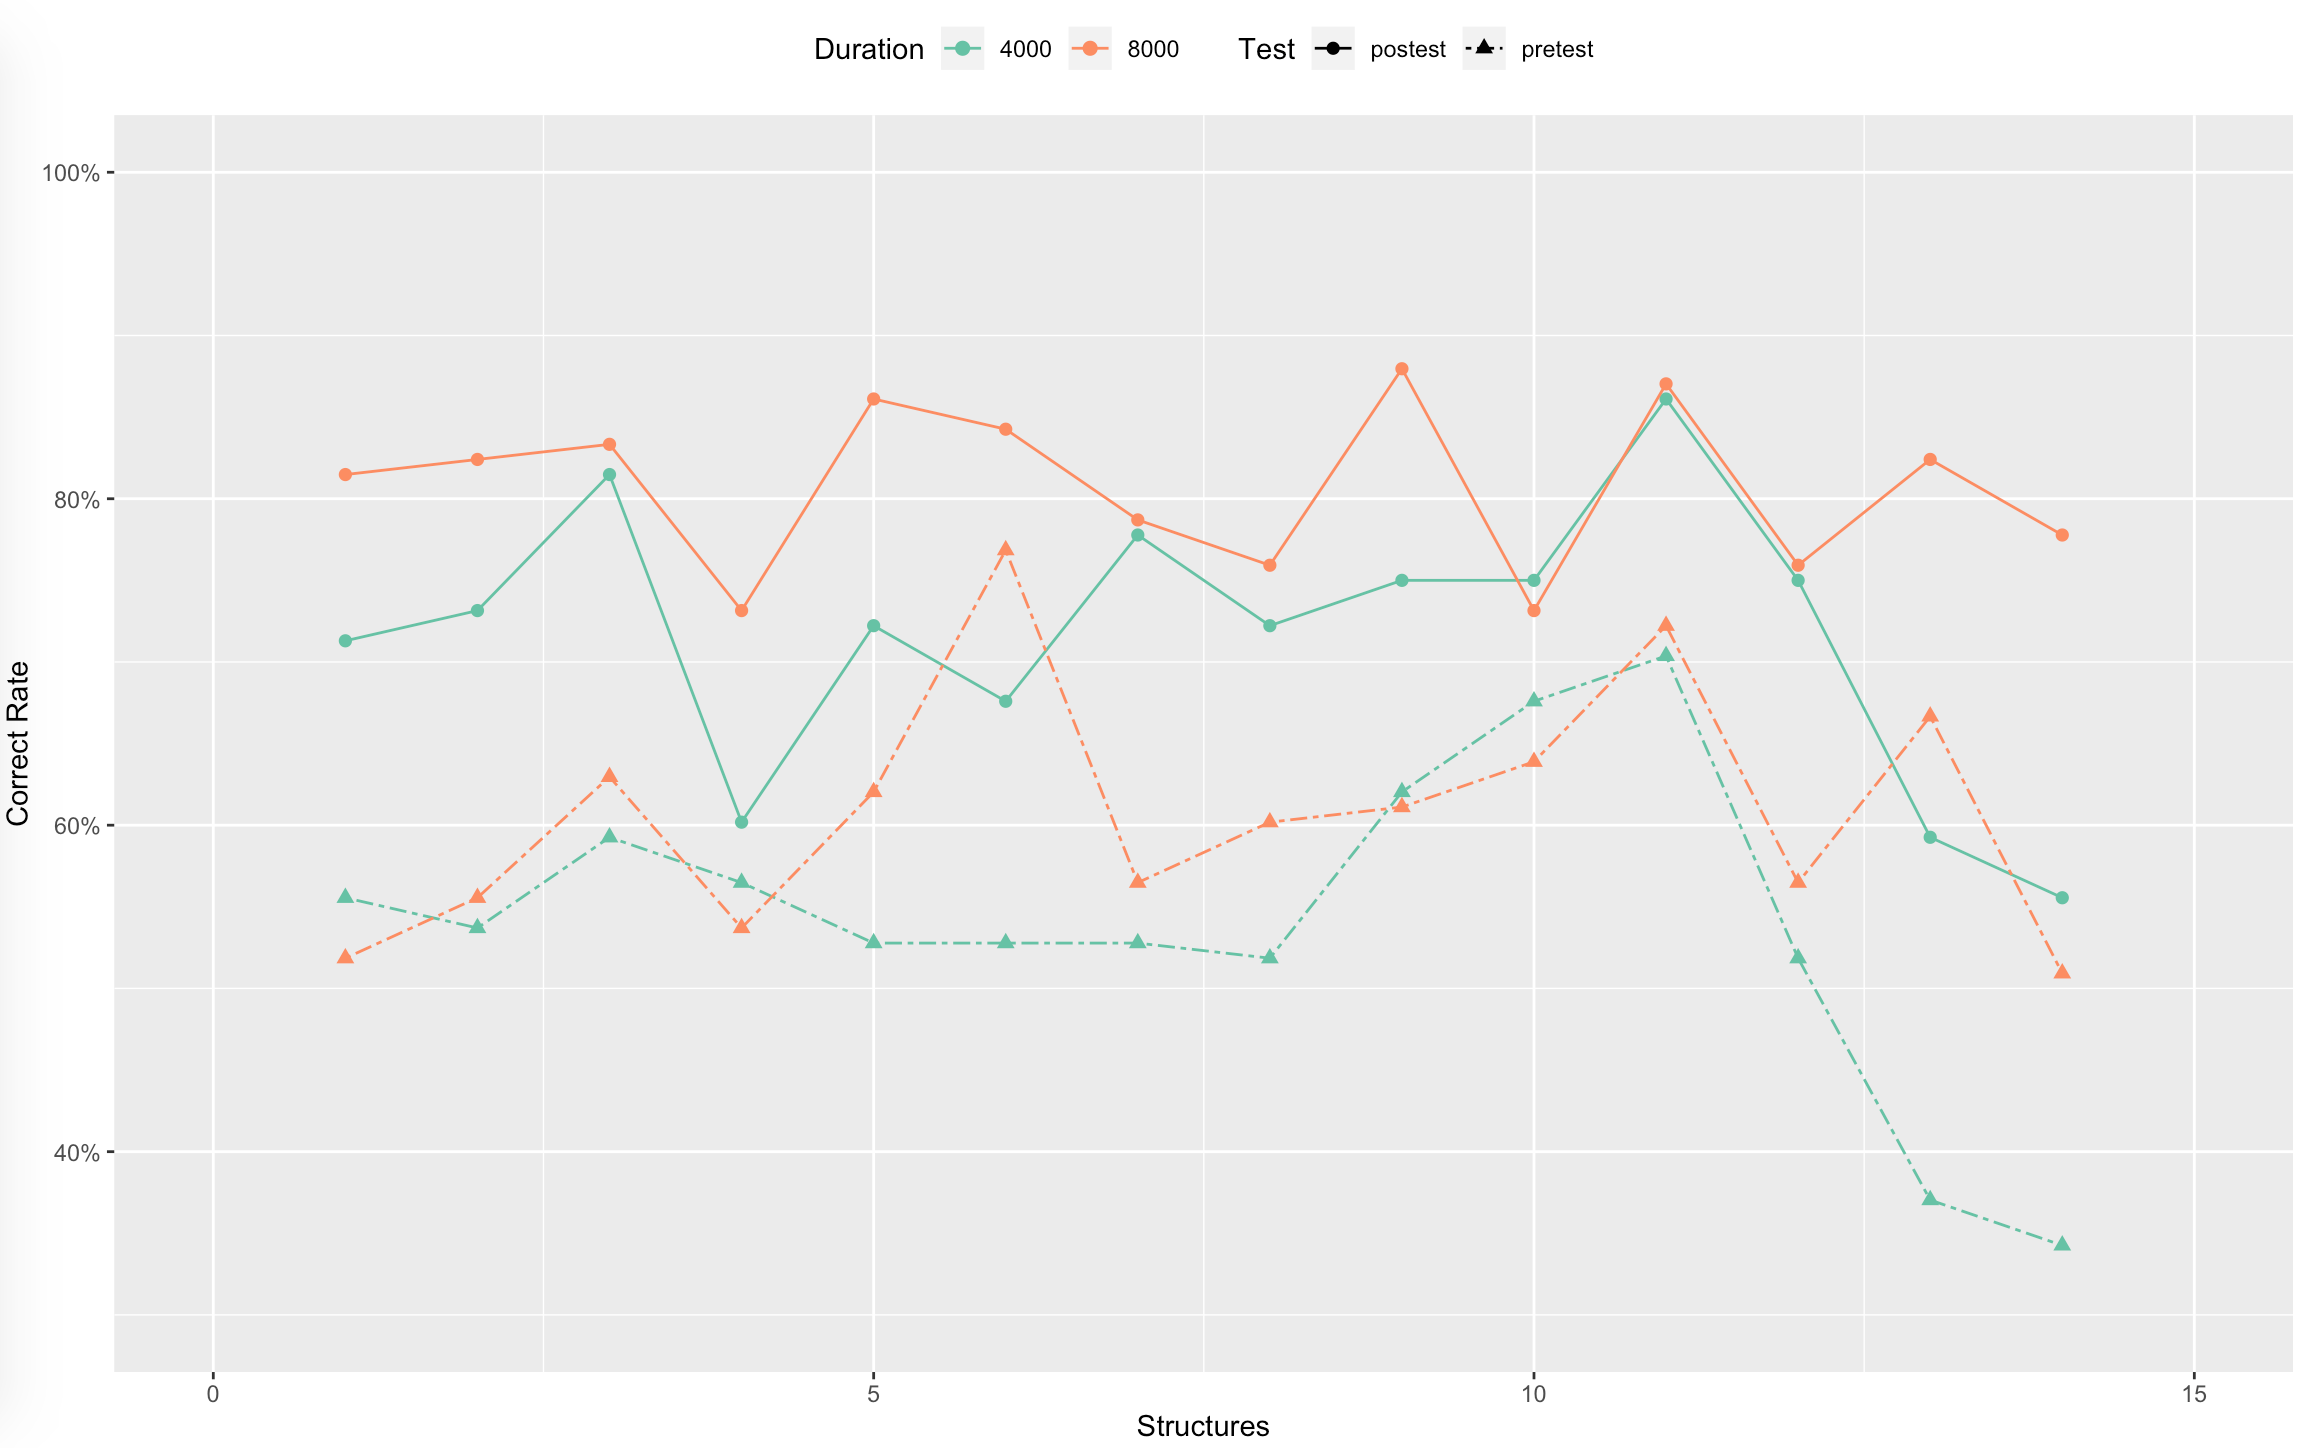 Duration 4000 8000 Test postest pretest
100%
80%
60%
40%
Correct Rate
0 5 10 15
Structures